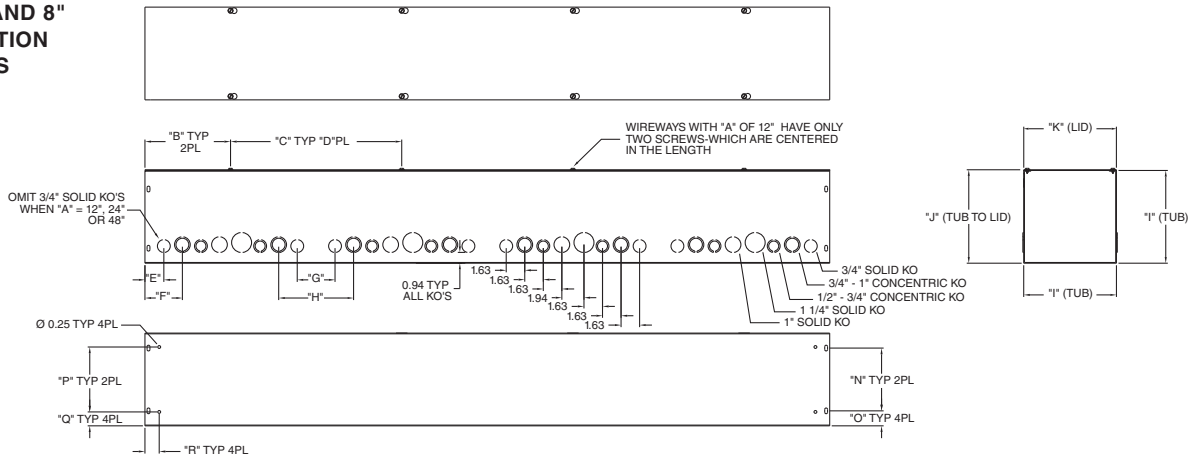 AND 8"
TION
S
"B" TYP
2PL
"C" TYP "D"PL
WIREWAYS WITH "A" OF 12" HAVE ONLY
TWO SCREWS-WHICH ARE CENTERED
IN THE LENGTH
"K" (LID)
OMIT 3/4" SOLID KO'S
WHEN "A" = 12", 24"
OR 48"
"J" (TUB TO LID)
"I" (TUB)
"E"
"F"
"G"
"H"
0.94 TYP
ALL KO'S
1.63
1.63
1.63
1.94
1.63
1.63
1.63
3/4" SOLID KO
3/4" - 1" CONCENTRIC KO
1/2" - 3/4" CONCENTRIC KO
1 1/4" SOLID KO
1" SOLID KO
"I" (TUB)
Ø 0.25 TYP 4PL
"P" TYP 2PL
"N" TYP 2PL
"Q" TYP 4PL
"O" TYP 4PL
"R" TYP 4PL